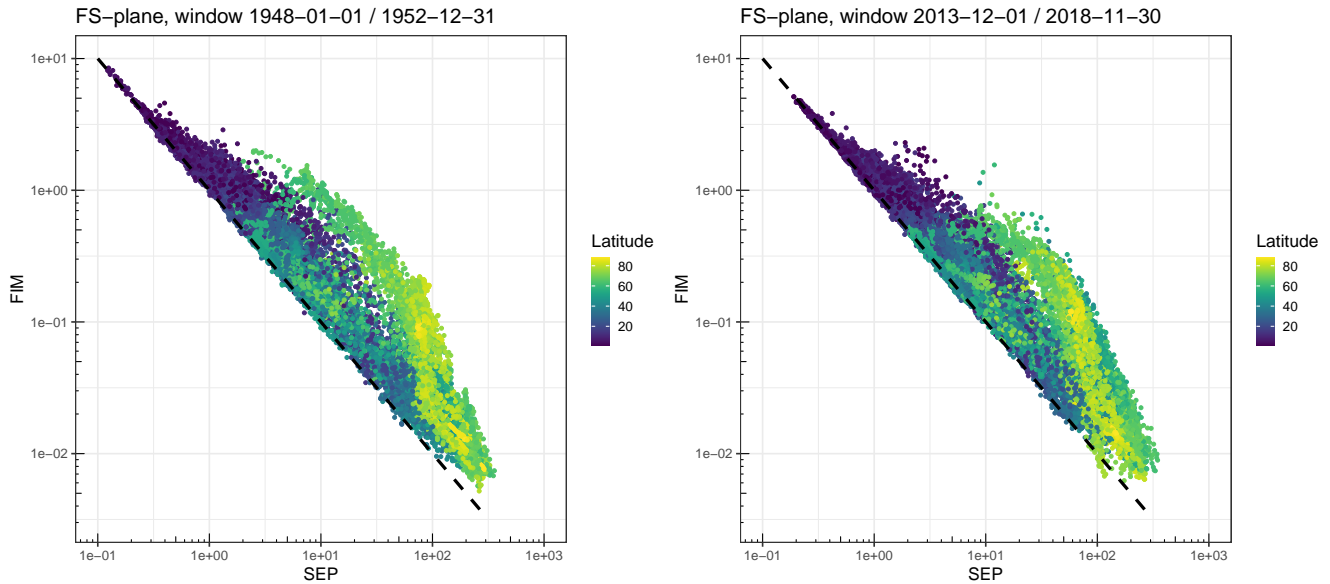 FS−plane, window 1948−01−01 / 1952−12−31
1e+01
1e+00
1e−01
1e−02
FIM
1e−01
1e+00
1e+01
1e+02
1e+03
SEP
Latitude
80
60
40
20
FS−plane, window 2013−12−01 / 2018−11−30
1e+01
1e+00
1e−01
1e−02
FIM
1e−01
1e+00
1e+01
1e+02
1e+03
SEP
Latitude
80
60
40
20